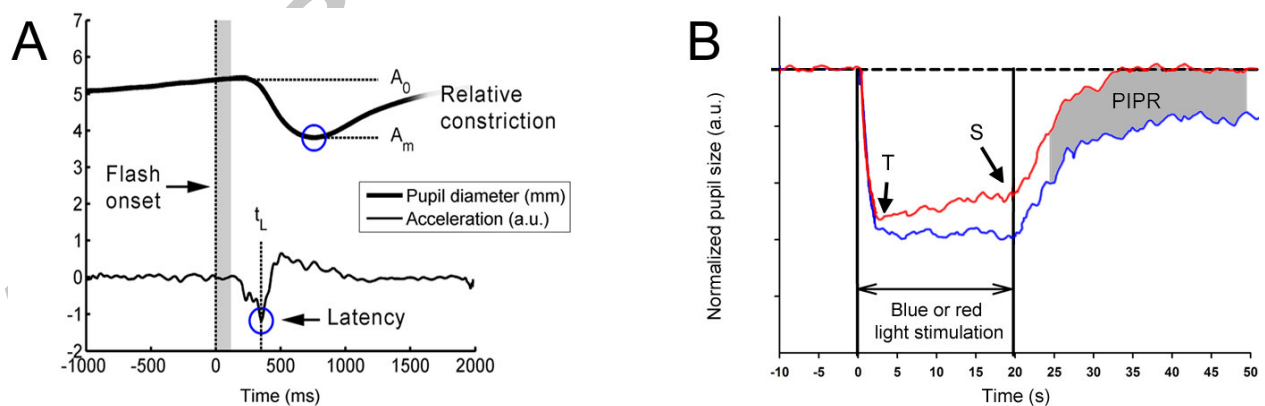 A
7
6
5
4
3
2
1
0
-1
-2
A0
Am
Relative
constriction
Flash
onset
Pupil diameter (mm)
Acceleration (a.u.)
tL
Latency
-1000 -500 0 500 1000 1500 2000
Time (ms)
B
Normalized pupil size (a.u.)
T
S
PIPR
Blue or red
light stimulation
-10 -5 0 5 10 15 20 25 30 35 40 45 50
Time (s)